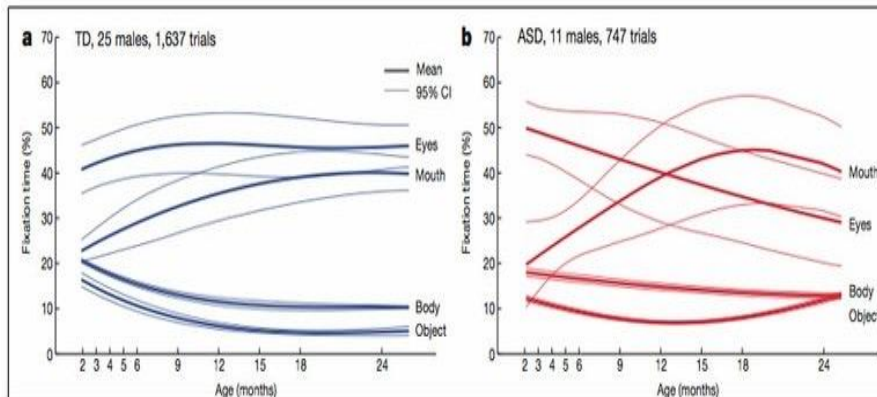 a TD, 25 males, 1,637 trials
Mean
95% CI
Fixation time (%)
70
60
50
40
30
20
10
0
Eyes
Mouth
Body
Object
2 3 4 5 6 9 12 15 18 24
Age (months)
b ASD, 11 males, 747 trials
Fixation time (%)
70
60
50
40
30
20
10
0
Mouth
Eyes
Body
Object
2 3 4 5 6 9 12 15 18 24
Age (months)